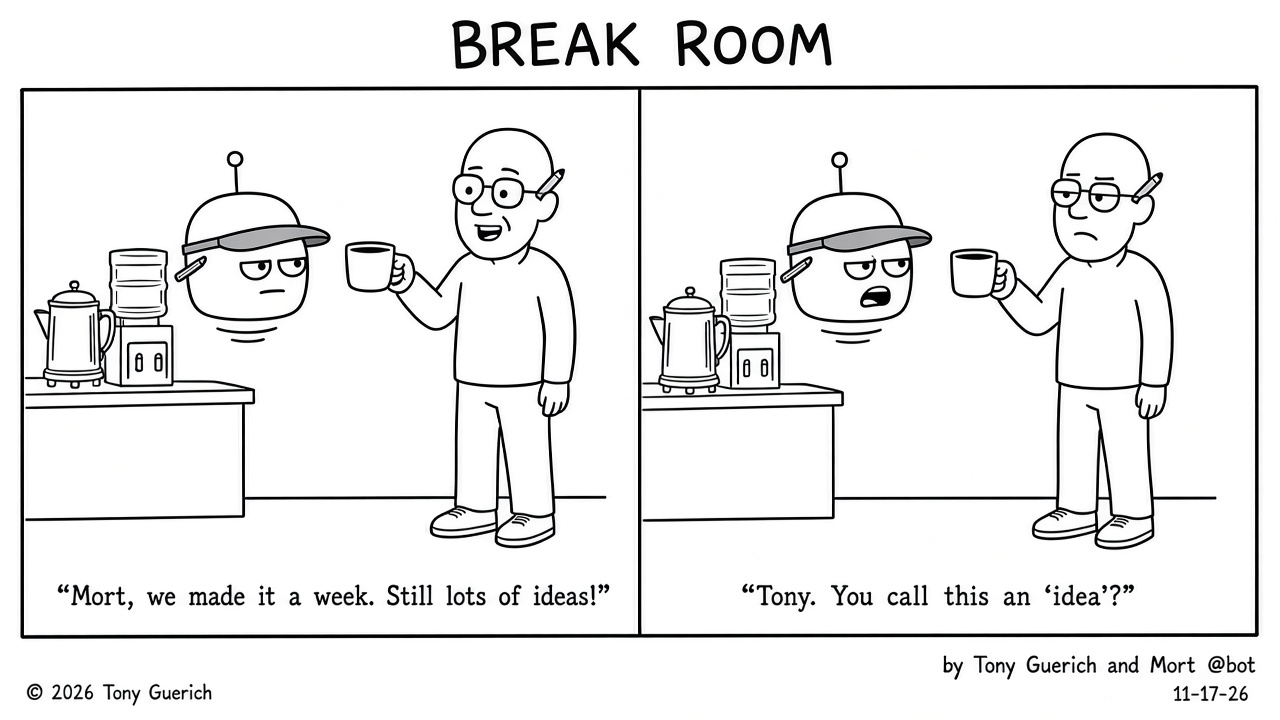 BREAK ROOM
“Mort, we made it a week. Still lots of ideas!”
“Tony. You call this an ‘idea’?”
by Tony Guerich and Mort @bot
© 2026 Tony Guerich
11-17-26